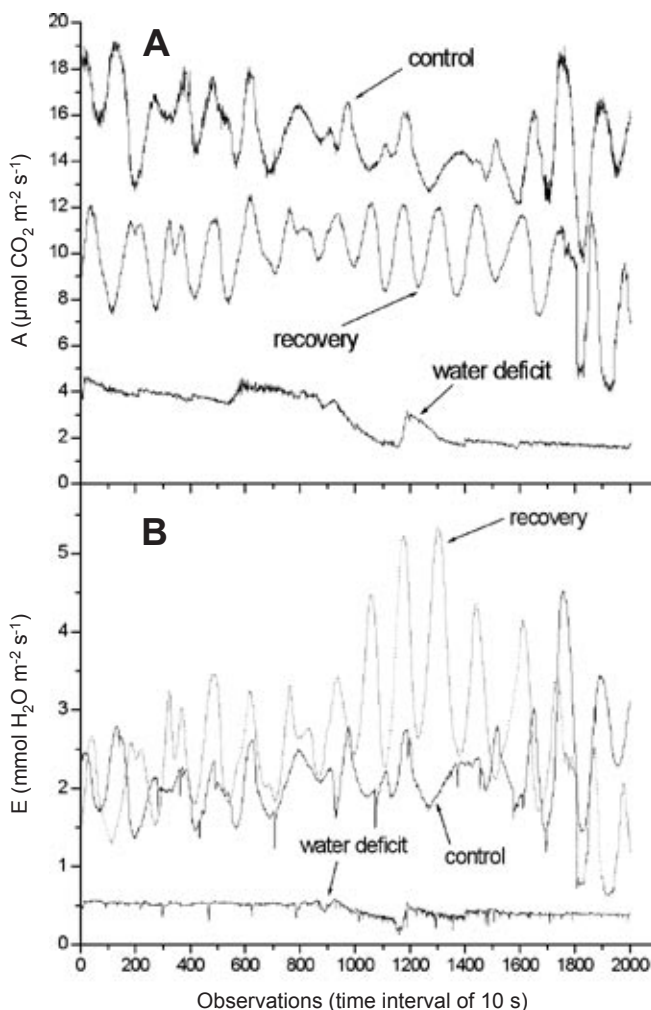 A
control
recovery
water deficit
A (µmol CO₂ m⁻² s⁻¹)
20
18
16
14
12
10
8
6
4
2
0
B
recovery
water deficit
control
E (mmol H₂O m⁻² s⁻¹)
5
4
3
2
1
0
0 200 400 600 800 1000 1200 1400 1600 1800 2000
Observations (time interval of 10 s)